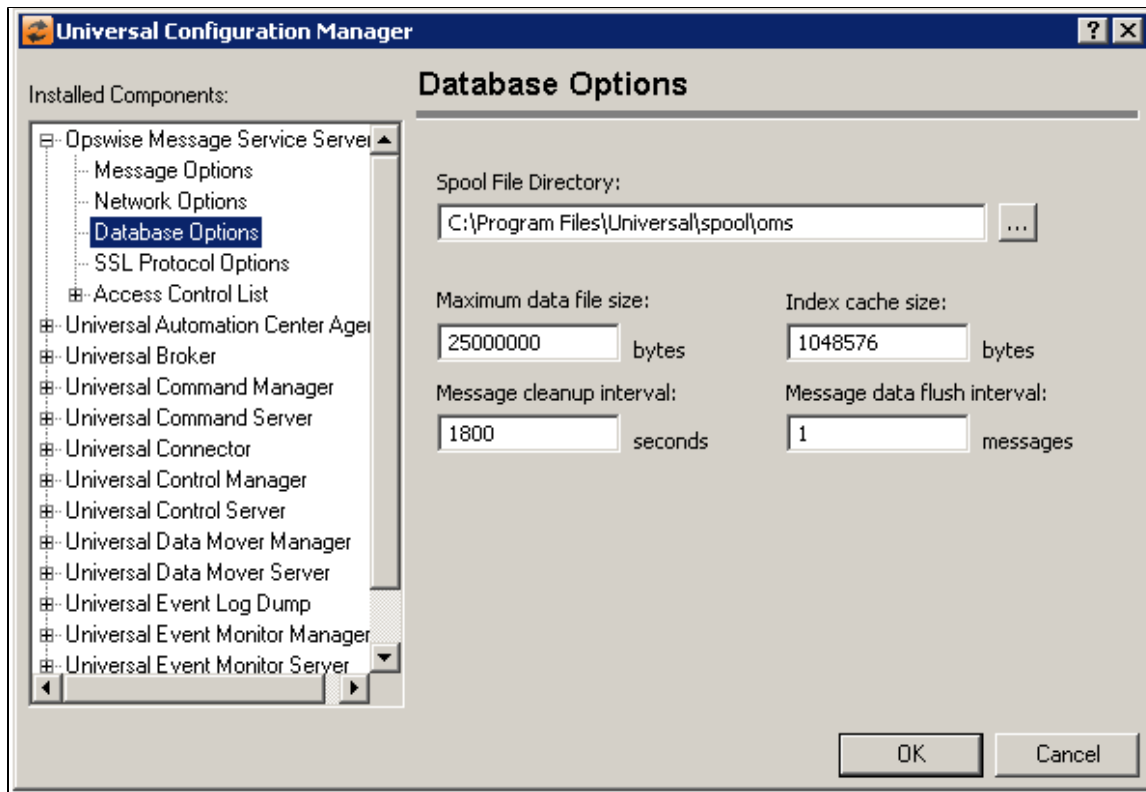 Universal Configuration Manager
Installed Components:
Opswise Message Service Server
Message Options
Network Options
Database Options
SSL Protocol Options
Access Control List
Universal Automation Center Ager
Universal Broker
Universal Command Manager
Universal Command Server
Universal Connector
Universal Control Manager
Universal Control Server
Universal Data Mover Manager
Universal Data Mover Server
Universal Event Log Dump
Universal Event Monitor Manager
Universal Event Monitor Server
Database Options
Spool File Directory:
C:\Program Files\Universal\spool\oms
...
Maximum data file size:
25000000 bytes
Index cache size:
1048576 bytes
Message cleanup interval:
1800 seconds
Message data flush interval:
1 messages
OK
Cancel